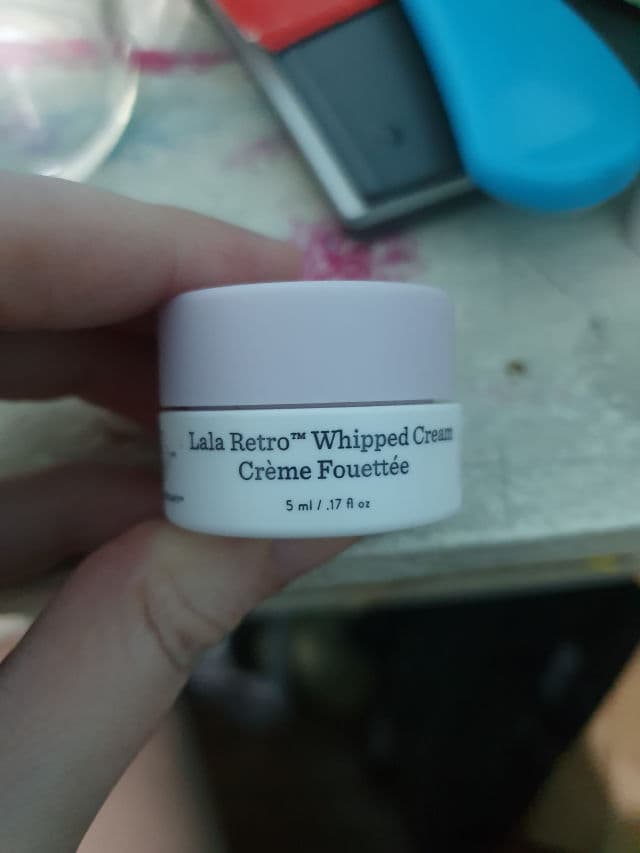 Lala Retro™ Whipped Cream
Crème Fouettée
5 ml / .17 fl oz